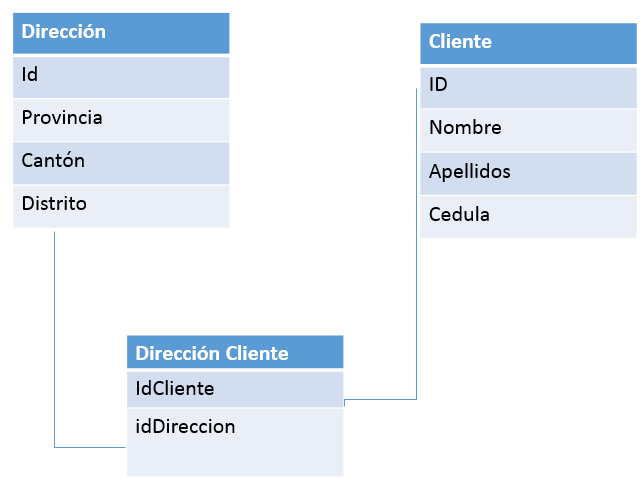 Dirección
Id
Provincia
Cantón
Distrito
Cliente
ID
Nombre
Apellidos
Cedula
Dirección Cliente
IdCliente
idDireccion